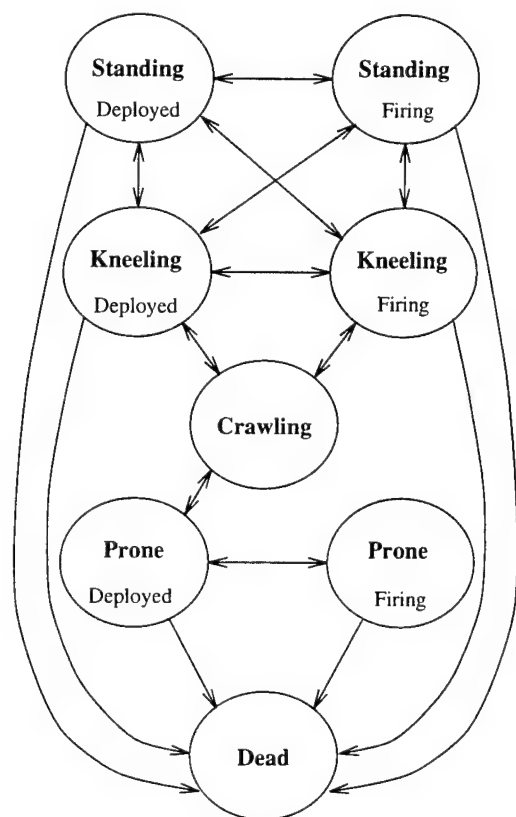 Standing
Deployed
Standing
Firing
Kneeling
Deployed
Kneeling
Firing
Crawling
Prone
Deployed
Prone
Firing
Dead